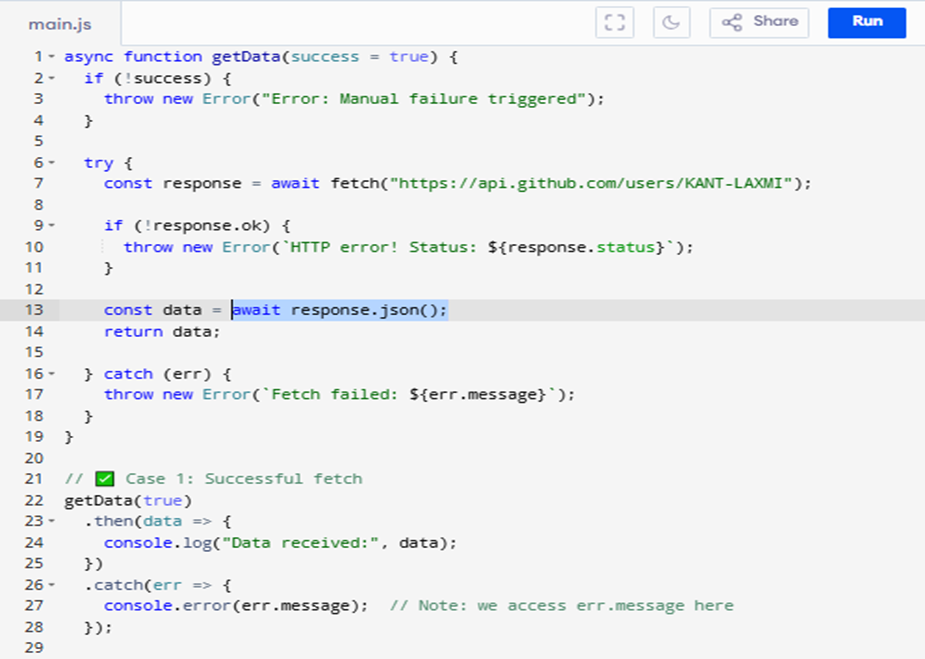 main.js Share Run
1 async function getData(success = true) {
2 if (!success) {
3 throw new Error("Error: Manual failure triggered");
4 }
5
6 try {
7 const response = await fetch("https://api.github.com/users/KANT-LAXMI");
8
9 if (!response.ok) {
10 throw new Error(`HTTP error! Status: ${response.status}`);
11 }
12
13 const data = await response.json();
14 return data;
15
16 } catch (err) {
17 throw new Error(`Fetch failed: ${err.message}`);
18 }
19 }
20
21 // ✅ Case 1: Successful fetch
22 getData(true)
23 .then(data => {
24 console.log("Data received:", data);
25 })
26 .catch(err => {
27 console.error(err.message); // Note: we access err.message here
28 });
29